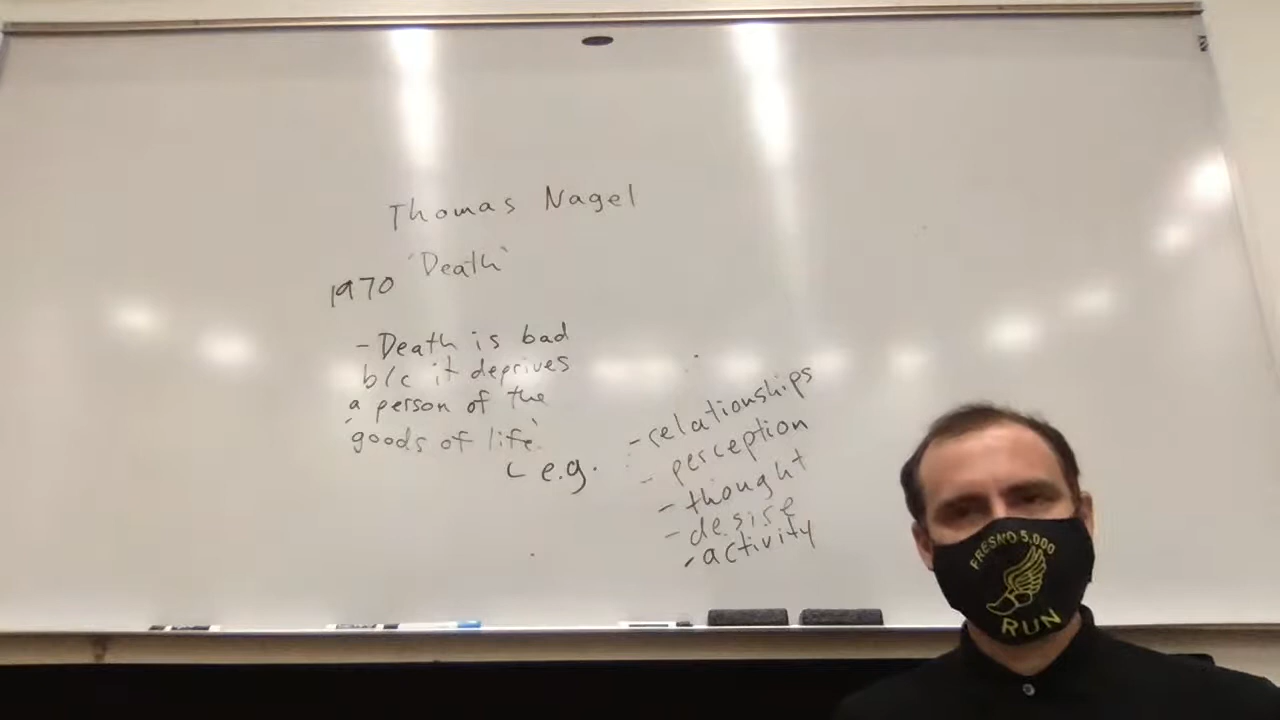 Thomas Nagel
'Death'
1970
- Death is bad
b/c it deprives
a person of the
'goods of life'
e.g.
- relationships
- perception
- thought
- desire
- activity
FRESNO 5,000
RUN